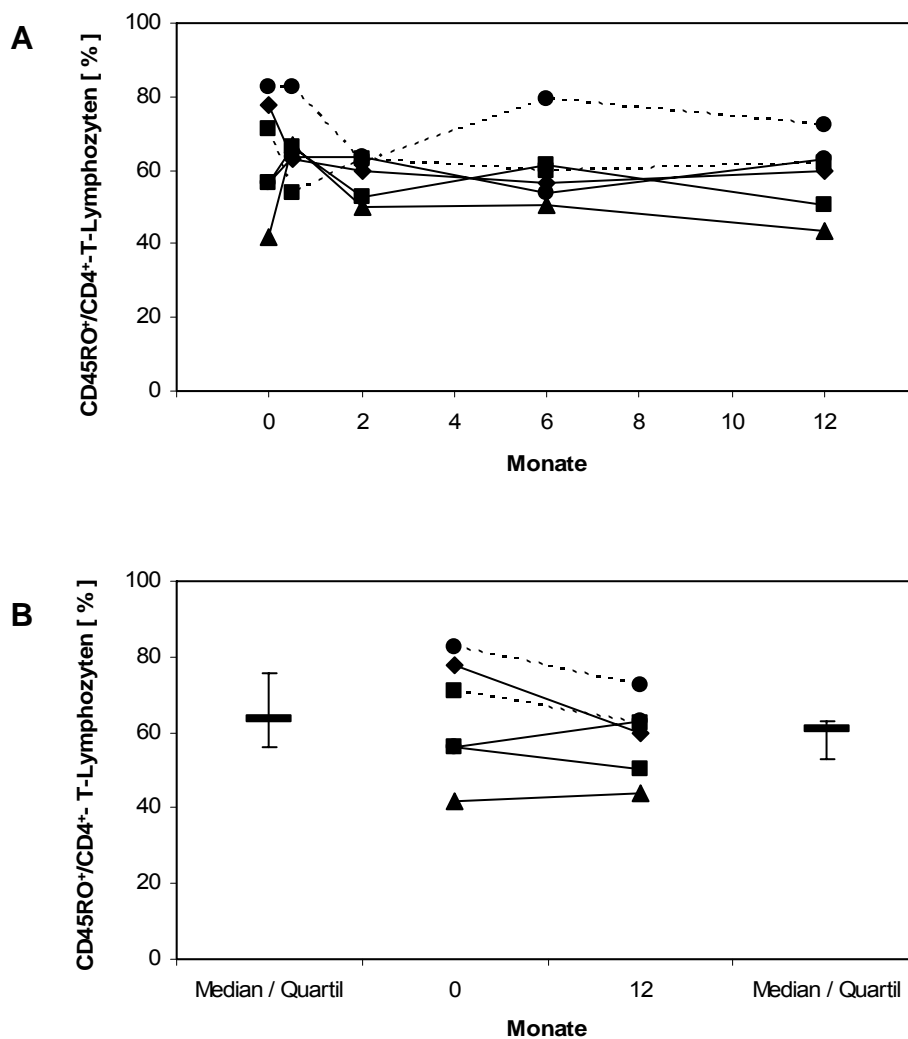 A
CD45RO⁺/CD4⁺-T-Lymphozyten [ % ]
100
80
60
40
20
0
0 2 4 6 8 10 12
Monate
B
CD45RO⁺/CD4⁺- T-Lymphozyten [ % ]
100
80
60
40
20
0
Median / Quartil 0 12 Median / Quartil
Monate